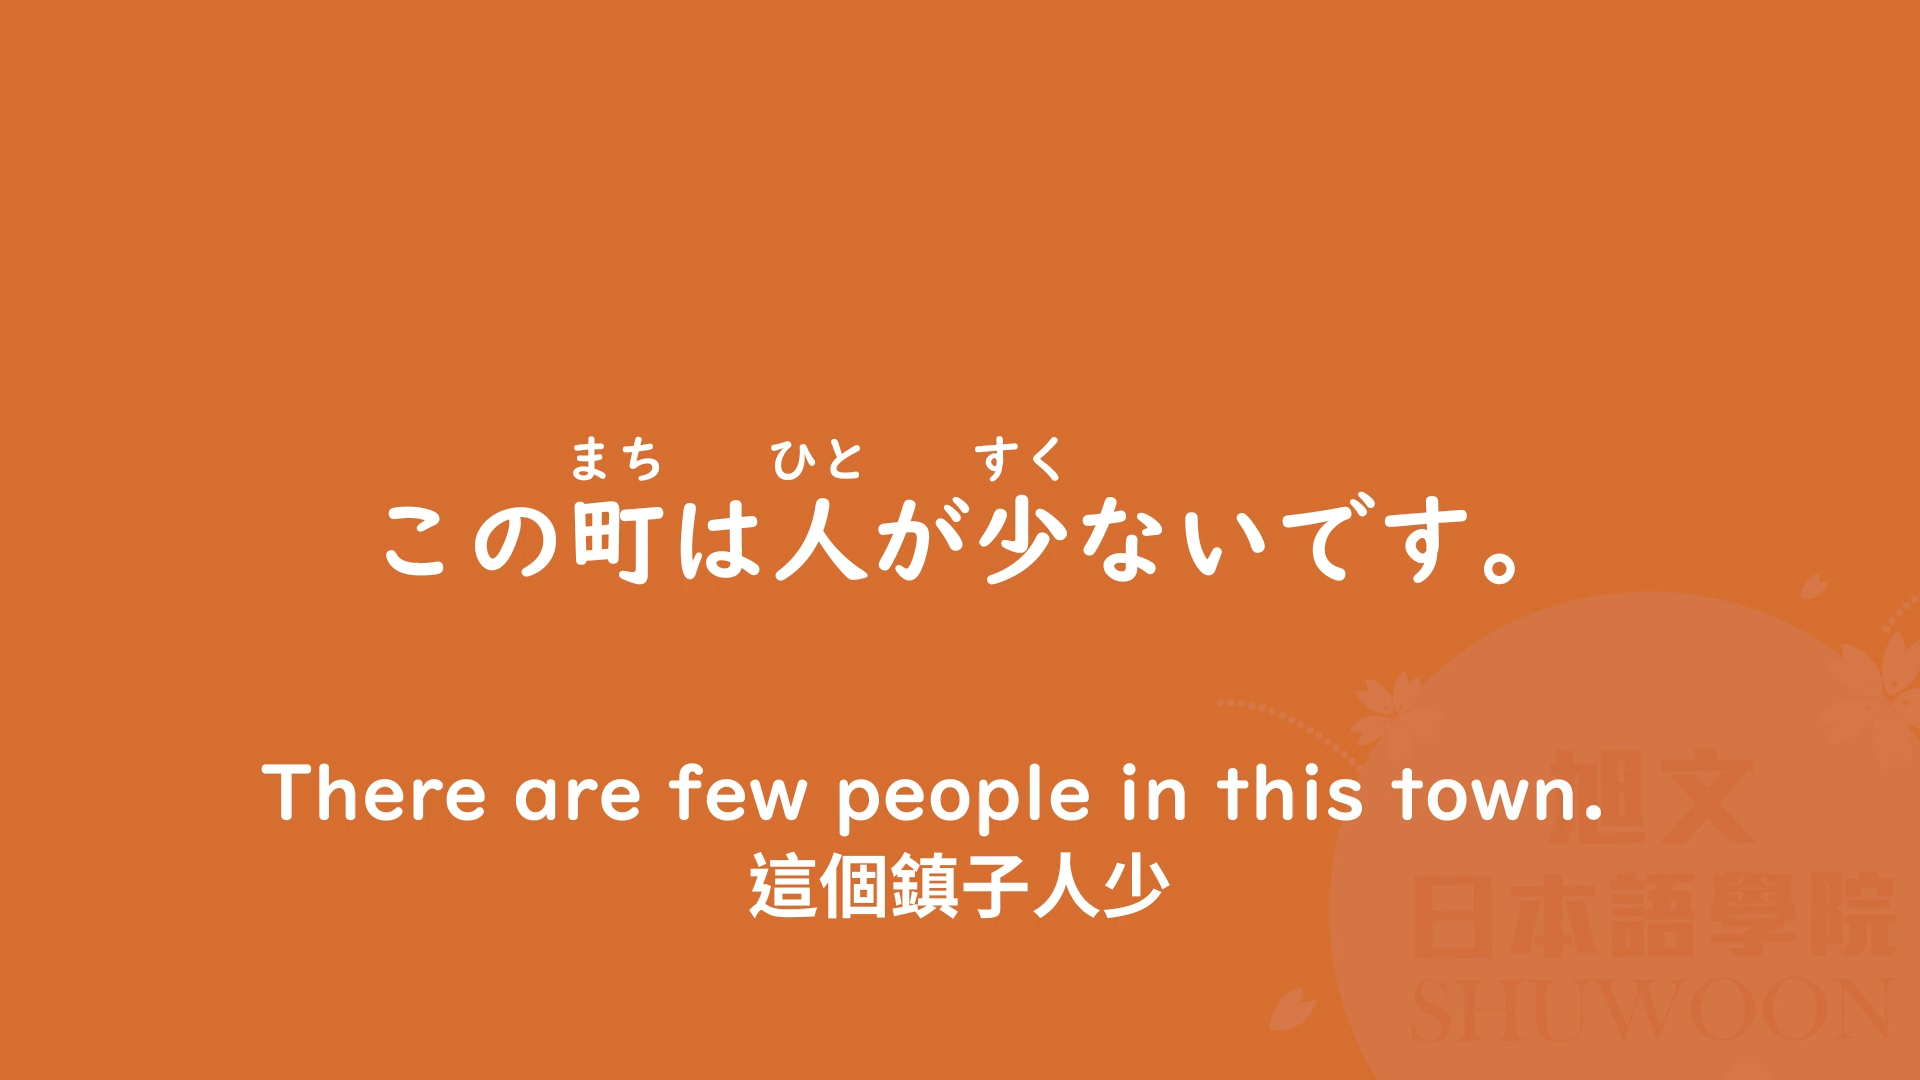 まち ひと すく
この町は人が少ないです。
There are few people in this town.
這個鎮子人少
旭文
日本語學院
SHUWOON